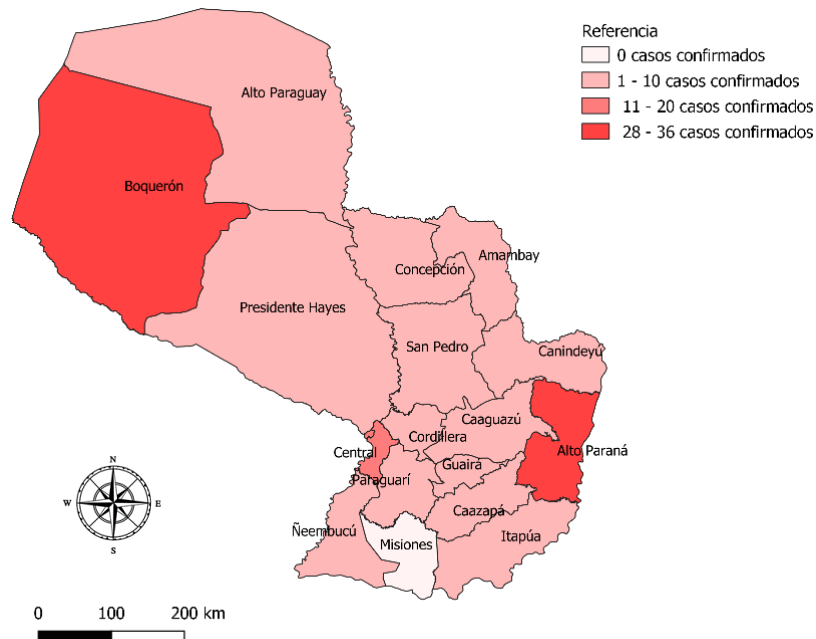 Referencia
0 casos confirmados
1 - 10 casos confirmados
11 - 20 casos confirmados
28 - 36 casos confirmados
Alto Paraguay
Boquerón
Amambay
Concepción
Presidente Hayes
San Pedro
Canindeyú
Caaguazú
Cordillera
Central
Alto Paraná
Guairá
Paraguarí
Caazapá
Ñeembucú
Itapúa
Misiones
N
W E
S
0 100 200 km